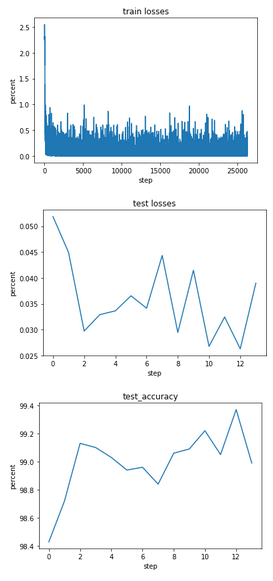 train losses
2.5
2.0
1.5
1.0
0.5
0.0
percent
0 5000 10000 15000 20000 25000
step
test losses
0.050
0.045
0.040
0.035
0.030
0.025
percent
0 2 4 6 8 10 12
step
test_accuracy
99.4
99.2
99.0
98.8
98.6
98.4
percent
0 2 4 6 8 10 12
step